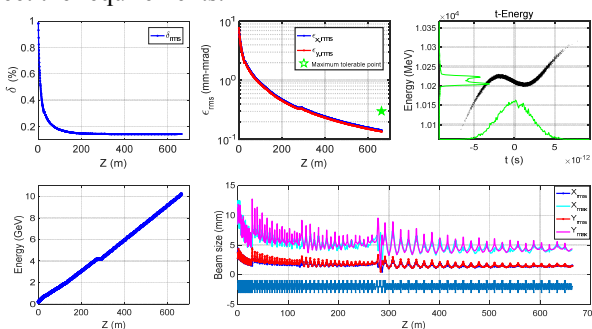 δrms
0.8
0.6
0.4
0.2
δ (%)
0
200
400
600
Z (m)
10^1
10^0
10^-1
ϵrms (mm-mrad)
ϵx,rms
ϵy,rms
Maximum tolerable point
0
200
400
600
Z (m)
t-Energy
×10^4
1.035
1.03
1.025
1.02
1.015
1.01
Energy (MeV)
-5
0
5
t (s)
×10^-12
10
8
6
4
2
0
Energy (GeV)
0
200
400
600
Z (m)
15
10
5
0
-5
Beam size (mm)
Xrms
Xmax
Yrms
Ymax
0
100
200
300
400
500
600
70
Z (m)